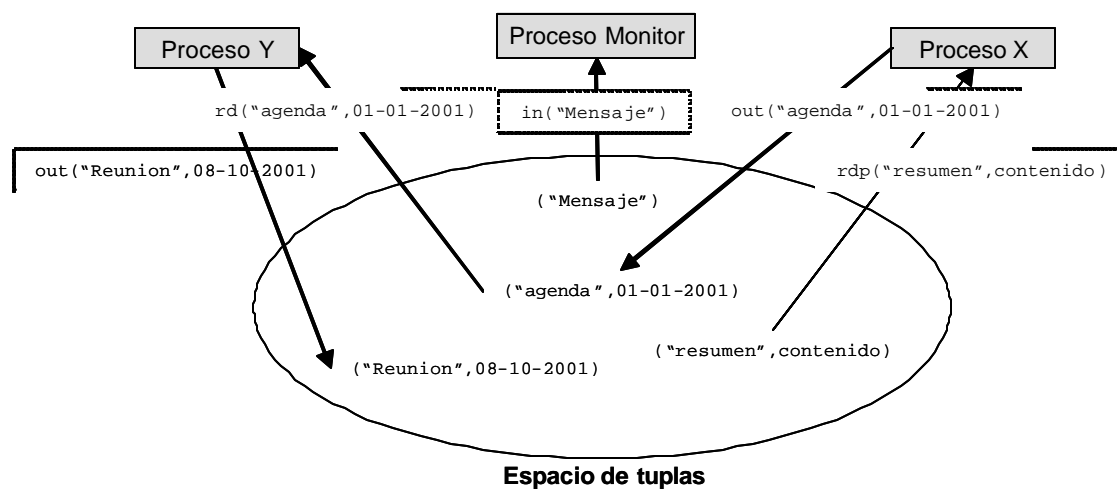 Proceso Y
Proceso Monitor
Proceso X
rd("agenda",01-01-2001)
in("Mensaje")
out("agenda",01-01-2001)
out("Reunion",08-10-2001)
rdp("resumen",contenido)
("Mensaje")
("agenda",01-01-2001)
("resumen",contenido)
("Reunion",08-10-2001)
Espacio de tuplas